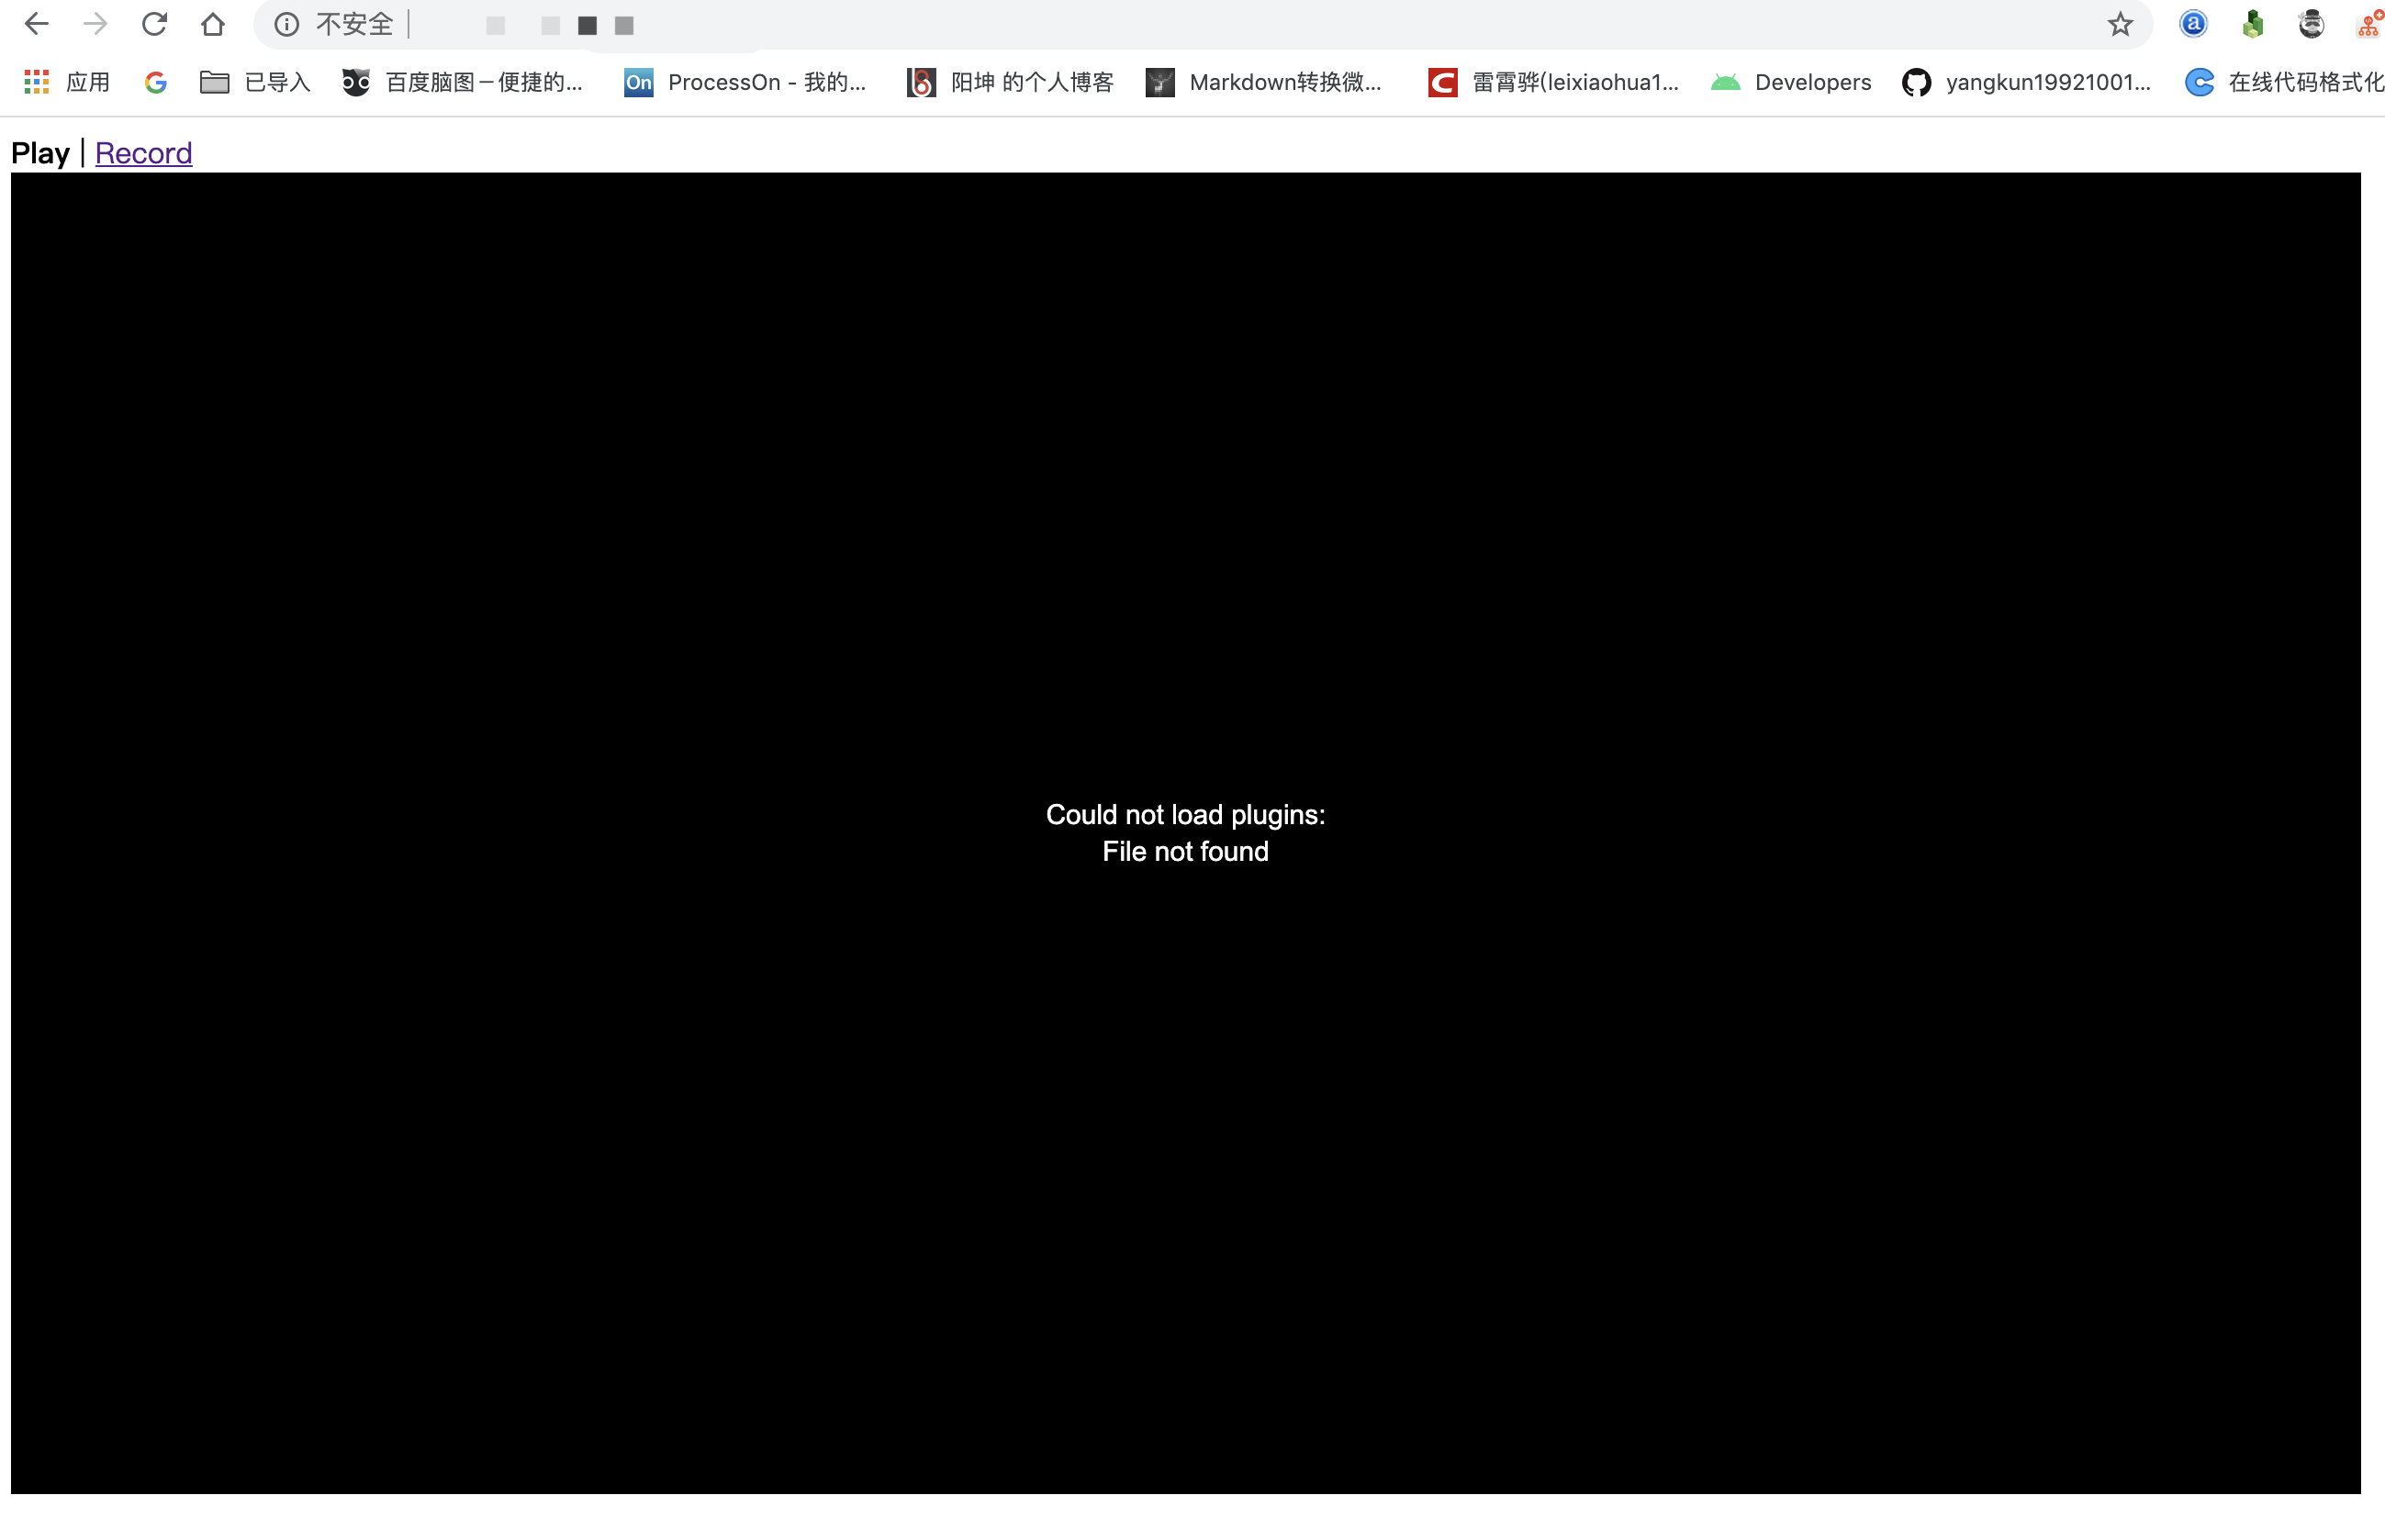 不安全
应用 已导入 百度脑图－便捷的... On ProcessOn - 我的... 阳坤 的个人博客 Markdown转换微... 雷霄骅(leixiaohua1... Developers yangkun19921001... 在线代码格式化
Play | Record
Could not load plugins:
File not found